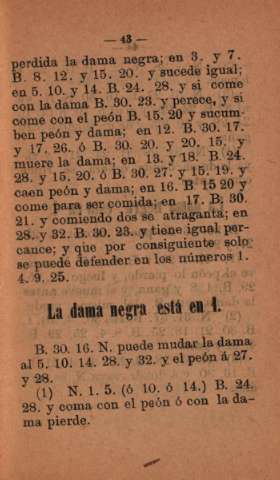 — 43 —
perdida la dama negra; en 3. y 7.
B. 8. 12. y 15. 20. y sucede igual;
en 5. 10. y 14. B. 24. 28. y si come
con la dama B. 30. 23. y perece, y si
come con el peón B. 15. 20 y sucum-
ben peón y dama; en 12. B. 30. 17.
y 17. 26. ó B. 30. 20. y 20. 15. y
muere la dama; en 13. y 18. B. 24.
28. y 15. 20. ó B. 30. 27. y 15. 19. y
caen peón y dama; en 16. B 15 20 y
come para ser comida; en 17. B. 30.
21. y comiendo dos se atraganta; en
28. y 32. B. 30. 23. y tiene igual per-
cance; y que por consiguiente solo
se puede defender en los números 1.
4. 9. 25.
La dama negra está en 1.
B. 30. 16. N. puede mudar la dama
al 5. 10. 14. 28. y 32. y el peón á 27.
y 28.
(1) N. 1. 5. (ó 10. ó 14.) B. 24.
28. y coma con el peón ó con la da-
ma pierde.